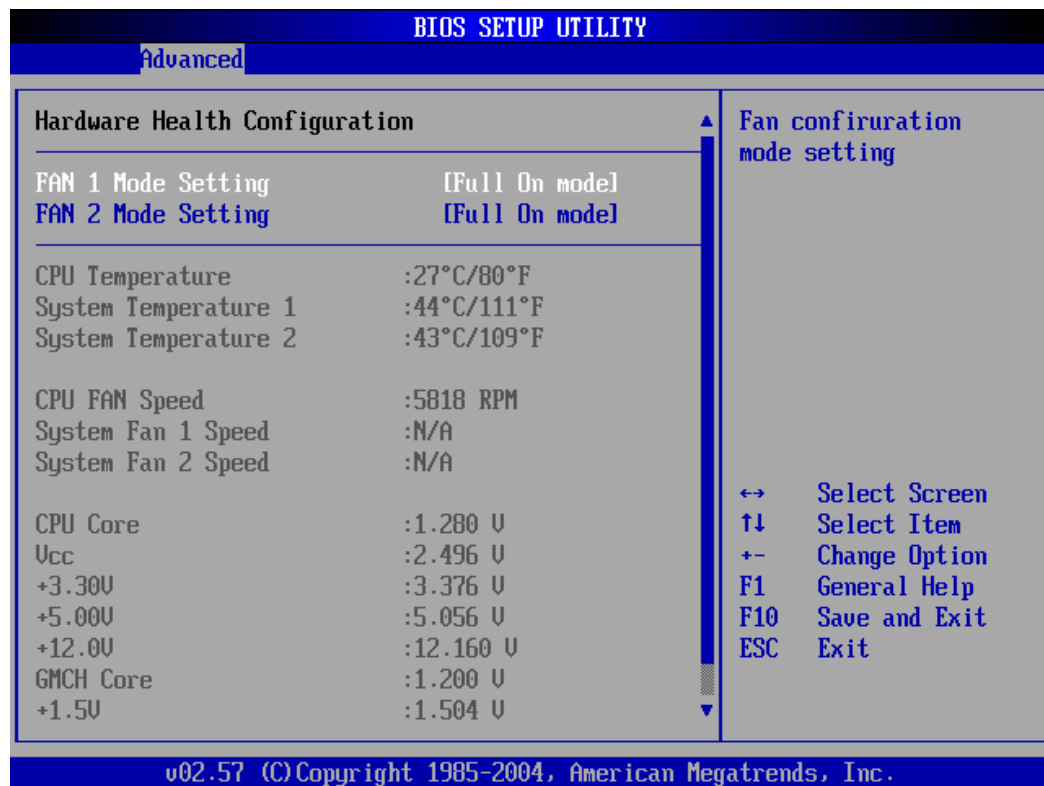 BIOS SETUP UTILITY
Advanced
Hardware Health Configuration
FAN 1 Mode Setting [Full On mode]
FAN 2 Mode Setting [Full On mode]
CPU Temperature :27°C/80°F
System Temperature 1 :44°C/111°F
System Temperature 2 :43°C/109°F
CPU FAN Speed :5818 RPM
System Fan 1 Speed :N/A
System Fan 2 Speed :N/A
CPU Core :1.280 V
Vcc :2.496 V
+3.30V :3.376 V
+5.00V :5.056 V
+12.0V :12.160 V
GMCH Core :1.200 V
+1.5V :1.504 V
Fan confiruration
mode setting
↔ Select Screen
↑↓ Select Item
+- Change Option
F1 General Help
F10 Save and Exit
ESC Exit
v02.57 (C)Copyright 1985-2004, American Megatrends, Inc.